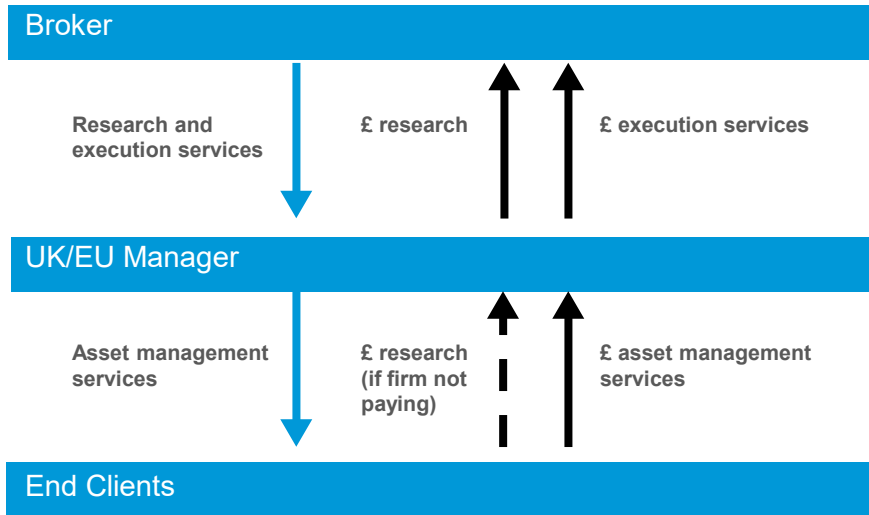 Broker
Research and
execution services
£ research
£ execution services
UK/EU Manager
Asset management
services
£ research
(if firm not
paying)
£ asset management
services
End Clients